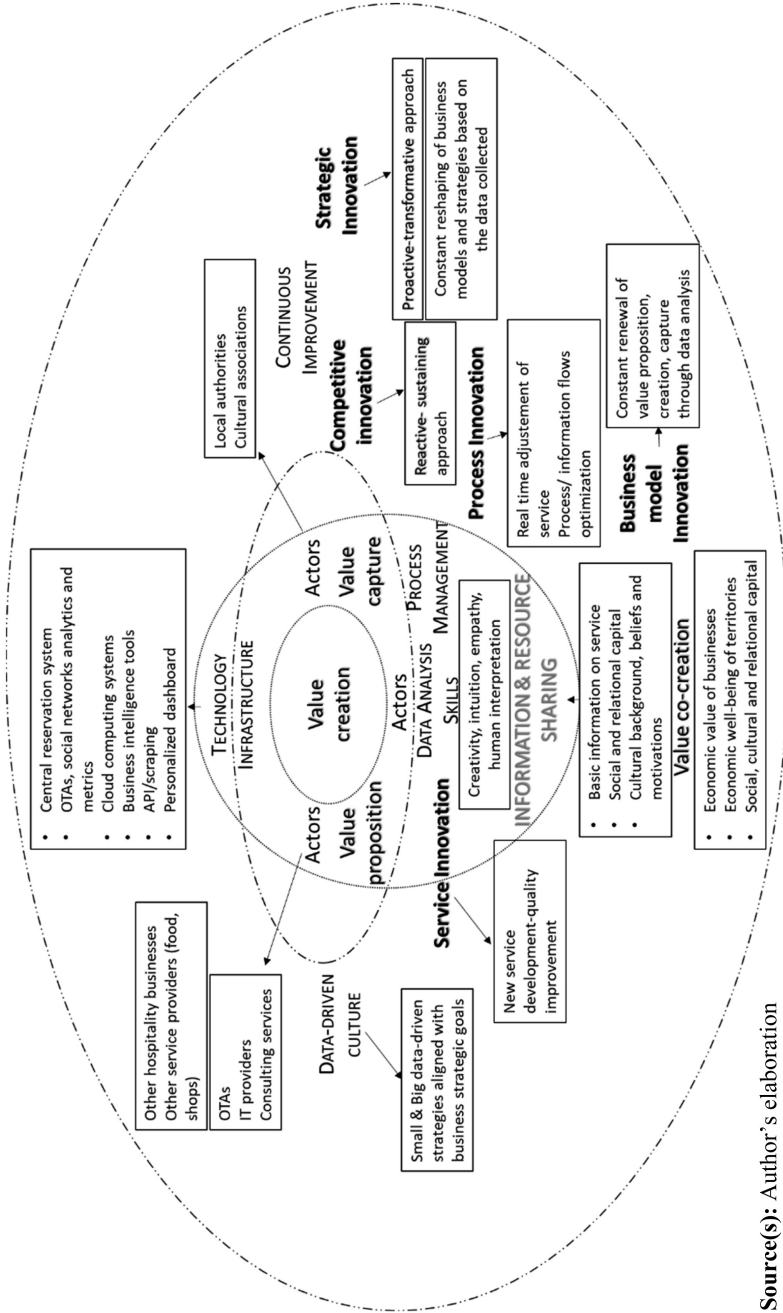 • Central reservation system
• OTAs, social networks analytics and
metrics
• Cloud computing systems
• Business intelligence tools
• API/scraping
• Personalized dashboard
Other hospitality businesses
Other service providers (food,
shops)
OTAs
IT providers
Consulting services
Local authorities
Cultural associations
TECHNOLOGY
INFRASTRUCTURE
Actors
Value
proposition
Value
creation
Actors
Value
capture
Actors
DATA ANALYSIS
SKILLS
PROCESS
MANAGEMENT
Creativity, intuition, empathy,
human interpretation
INFORMATION & RESOURCE
SHARING
DATA-DRIVEN
CULTURE
Small & Big data-driven
strategies aligned with
business strategic goals
Service Innovation
New service
development-quality
improvement
CONTINUOUS
IMPROVEMENT
Competitive
innovation
Reactive- sustaining
approach
Strategic
Innovation
Proactive-transformative approach
Constant reshaping of business
models and strategies based on
the data collected
Process Innovation
Real time adjustement of
service
Process/ information flows
optimization
Business
model
Innovation
Constant renewal of
value proposition,
creation, capture
through data analysis
• Basic information on service
• Social and relational capital
• Cultural background, beliefs and
motivations
Value co-creation
• Economic value of businesses
• Economic well-being of territories
• Social, cultural and relational capital
Source(s): Author's elaboration